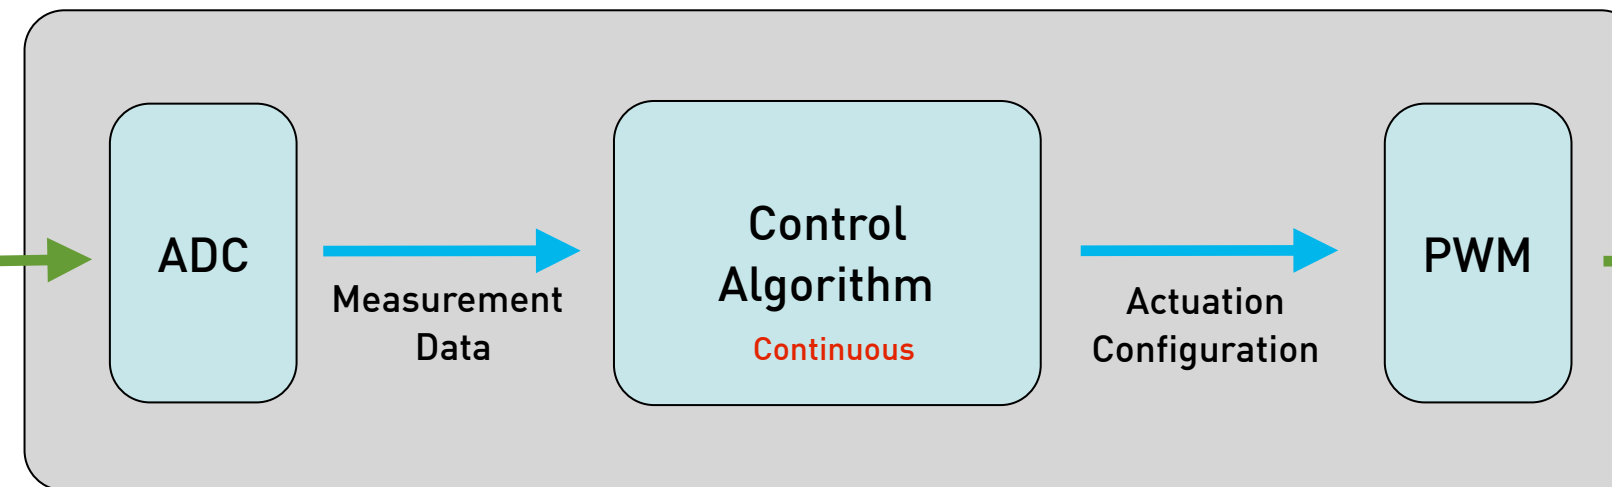 ADC
Measurement
Data
Control
Algorithm
Continuous
Actuation
Configuration
PWM